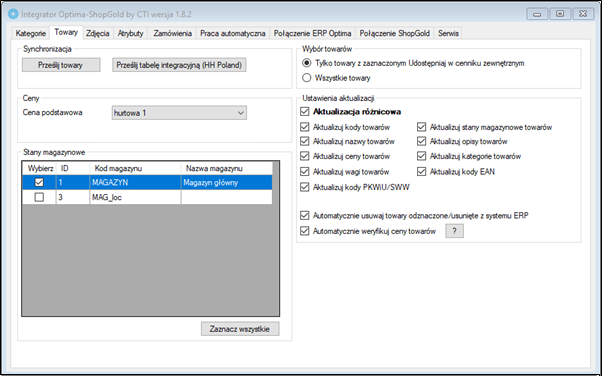 Integrator Optima-ShopGold by CTI wersja 1.8.2
Kategorie Towary Zdjęcia Atrybuty Zamówienia Praca automatyczna Połączenie ERP Optima Połączenie ShopGold Serwis
Synchronizacja
Prześlij towary Prześlij tabelę integracyjną (HH Poland)
Ceny
Cena podstawowa hurtowa 1
Stany magazynowe
Wybierz ID Kod magazynu Nazwa magazynu
1 MAGAZYN Magazyn główny
3 MAG_loc
Zaznacz wszystkie
Wybór towarów
Tylko towary z zaznaczonym Udostępniaj w cenniku zewnętrznym
Wszystkie towary
Ustawienia aktualizacji
Aktualizacja różnicowa
Aktualizuj kody towarów Aktualizuj stany magazynowe towarów
Aktualizuj nazwy towarów Aktualizuj opisy towarów
Aktualizuj ceny towarów Aktualizuj kategorie towarów
Aktualizuj wagi towarów Aktualizuj kody EAN
Aktualizuj kody PKWiU/SWW
Automatycznie usuwaj towary odznaczone/usunięte z systemu ERP
Automatycznie weryfikuj ceny towarów ?